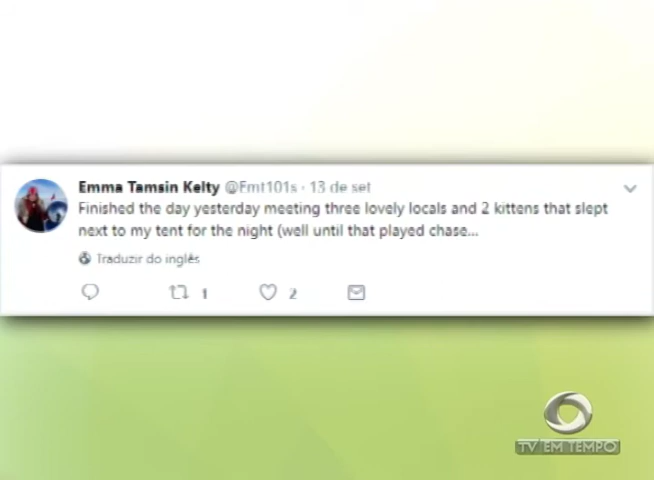 Emma Tamsin Kelty @Emt101s · 13 de set
Finished the day yesterday meeting three lovely locals and 2 kittens that slept
next to my tent for the night (well until that played chase...
Traduzir do inglês
1 2
TV EM TEMPO